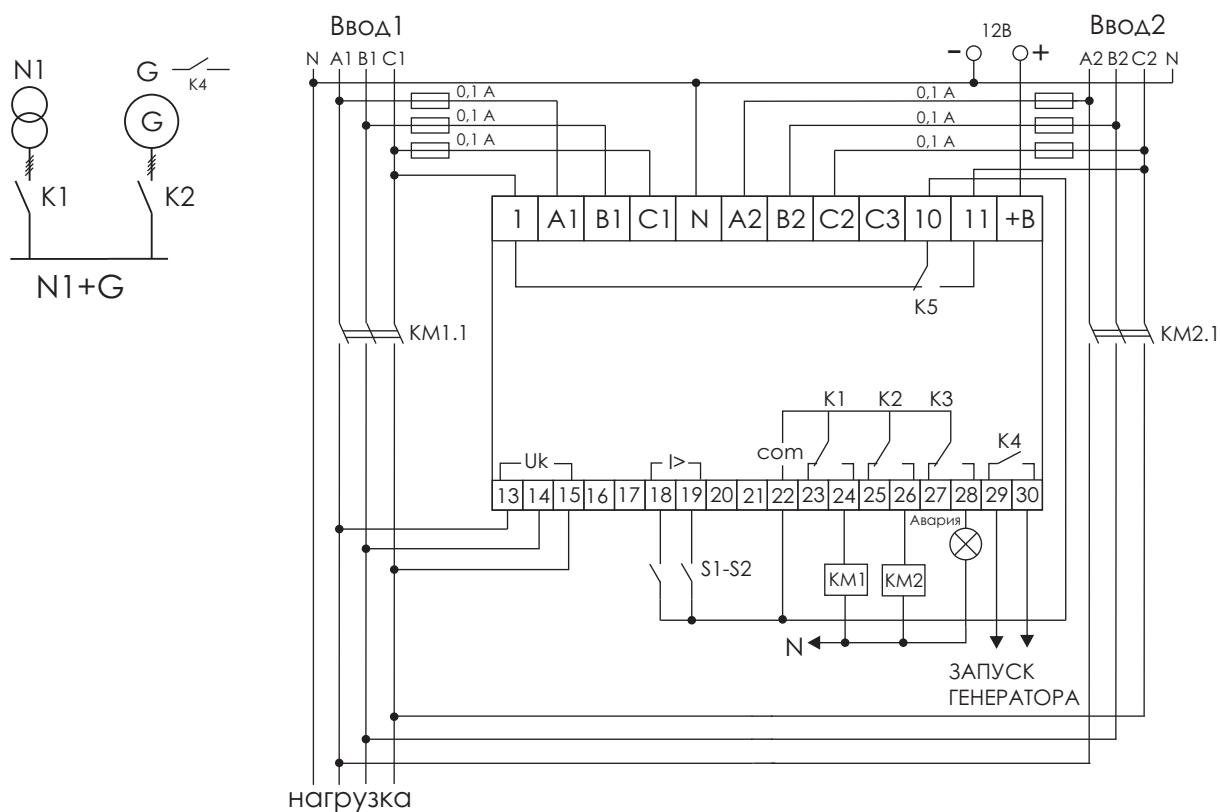 Ввод1
12В
Ввод2
N A1 B1 C1
- +
A2 B2 C2 N
N1
G
K4
0,1 A
0,1 A
0,1 A
0,1 A
0,1 A
0,1 A
G
K1
K2
N1+G
1 A1 B1 C1 N A2 B2 C2 C3 10 11 +B
K5
KM1.1
KM2.1
K1 K2 K3
K4
com
Uk
I>
13 14 15 16 17 18 19 20 21 22 23 24 25 26 27 28 29 30
Авария
S1-S2
KM1
KM2
N
ЗАПУСК
ГЕНЕРАТОРА
нагрузка